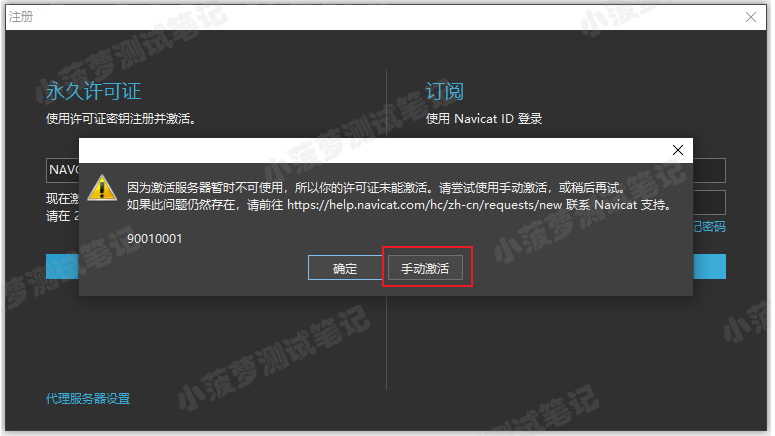 注册
永久许可证
使用许可证密钥注册并激活。
订阅
使用 Navicat ID 登录
NAVC
现在激
请在 2
记密码
因为激活服务器暂时不可使用，所以你的许可证未能激活。请尝试使用手动激活，或稍后再试。
如果此问题仍然存在，请前往 https://help.navicat.com/hc/zh-cn/requests/new 联系 Navicat 支持。
90010001
确定
手动激活
代理服务器设置
小菠萝测试笔记
小菠萝测试笔记
小菠萝测试笔记
小菠萝测试笔记